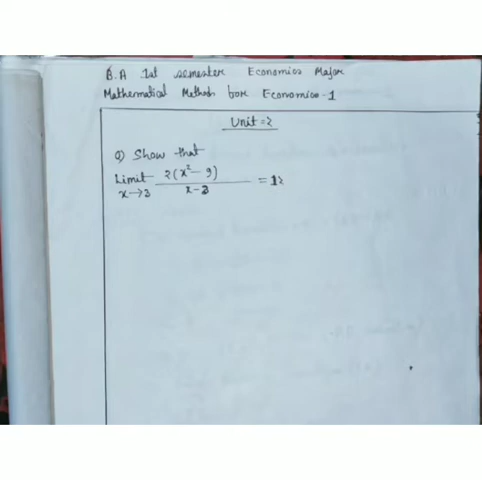 B.A 1st semester Economics Major
Mathematical Methods for Economics-1
Unit=2
Q) Show that
Limit 2(x²-9) = 12
x→3 x-3